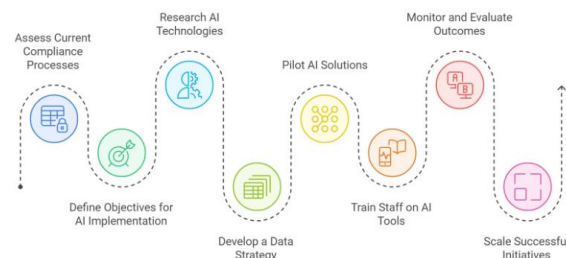 Assess Current
Compliance
Processes
Define Objectives for
AI Implementation
Research AI
Technologies
Develop a Data
Strategy
Pilot AI Solutions
Train Staff on AI
Tools
Monitor and Evaluate
Outcomes
A
B
Scale Successful
Initiatives